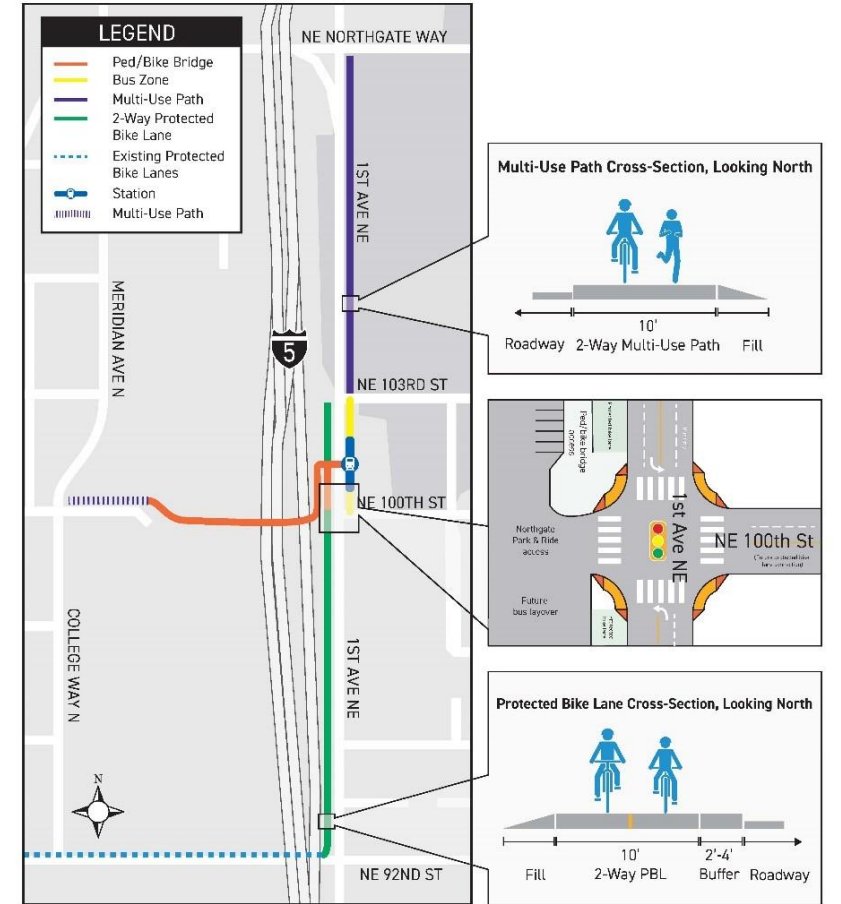 LEGEND
Ped/Bike Bridge
Bus Zone
Multi-Use Path
2-Way Protected
Bike Lane
Existing Protected
Bike Lanes
Station
Multi-Use Path
NE NORTHGATE WAY
1ST AVE NE
MERIDIAN AVE N
5
NE 103RD ST
NE 100TH ST
COLLEGE WAY N
1ST AVE NE
N
NE 92ND ST
Multi-Use Path Cross-Section, Looking North
10'
Roadway 2-Way Multi-Use Path Fill
Ped/bike bridge
access
Protected bike lane
1st Ave NE
Northgate
Park & Ride
access
NE 100th St
Future
bus layover
Protected Bike Lane Cross-Section, Looking North
10' 2'-4'
Fill 2-Way PBL Buffer Roadway